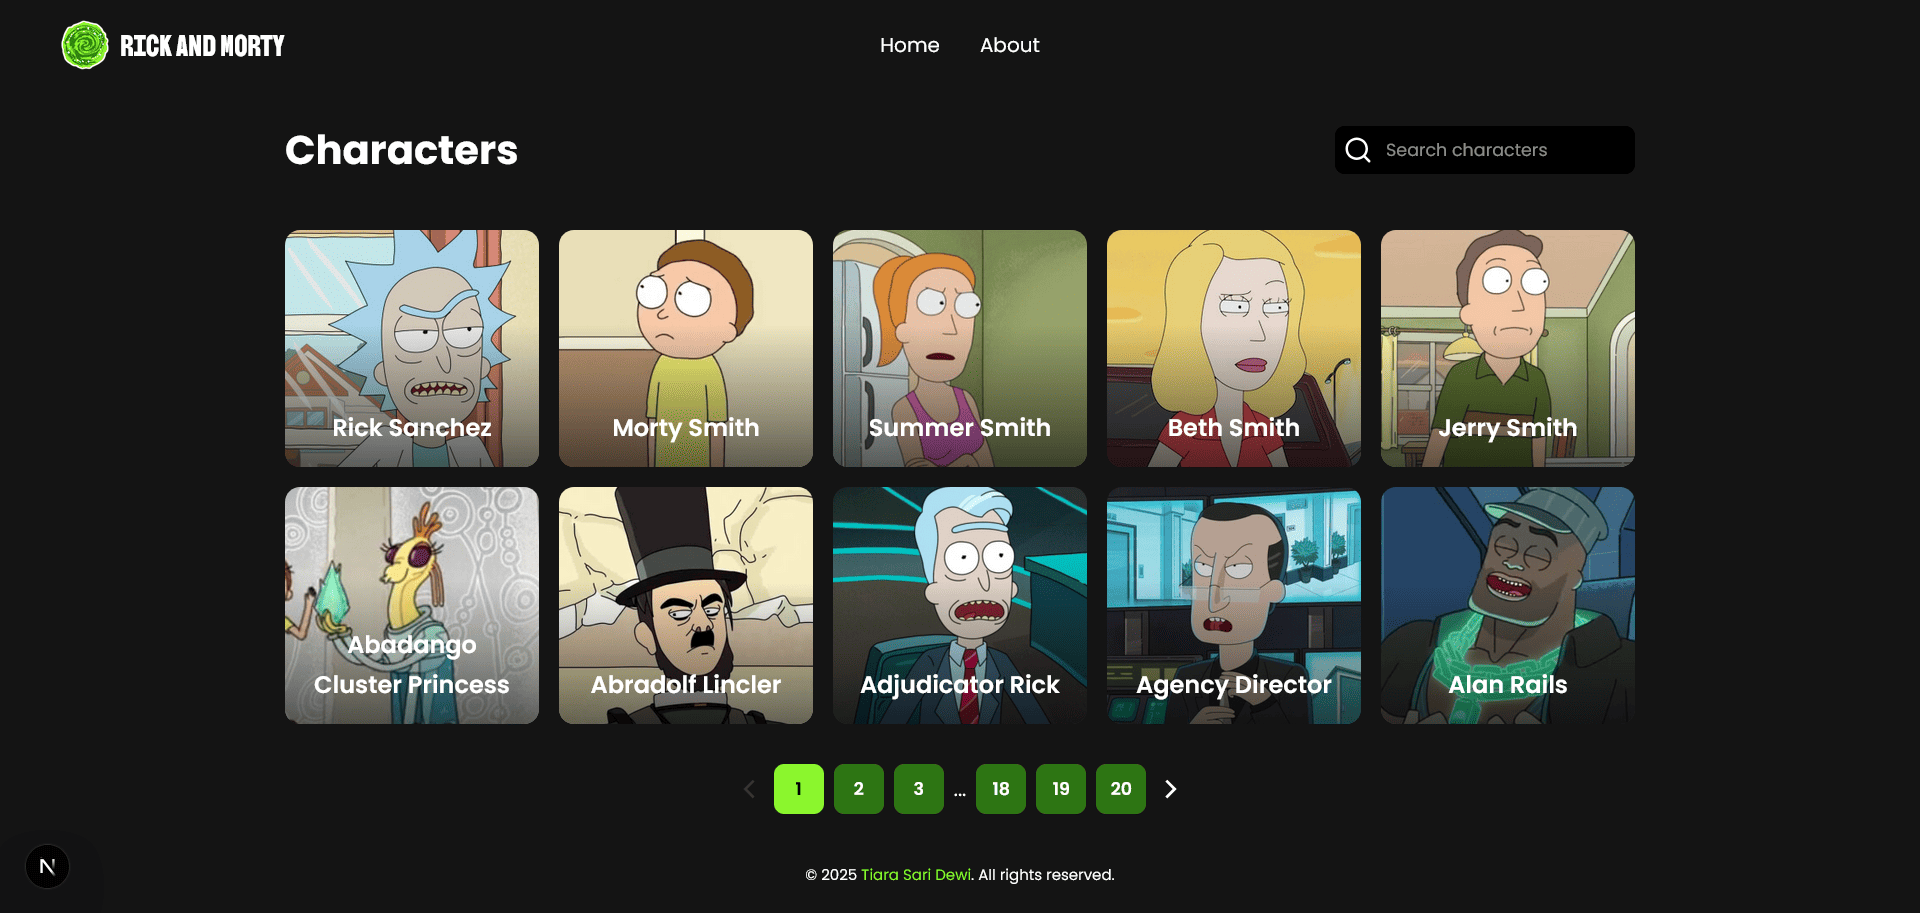 RICK AND MORTY
Home About
Characters
Search characters
Rick Sanchez
Morty Smith
Summer Smith
Beth Smith
Jerry Smith
Abadango
Cluster Princess
Abradolf Lincler
Adjudicator Rick
Agency Director
Alan Rails
1 2 3 ... 18 19 20
N
© 2025 Tiara Sari Dewi. All rights reserved.